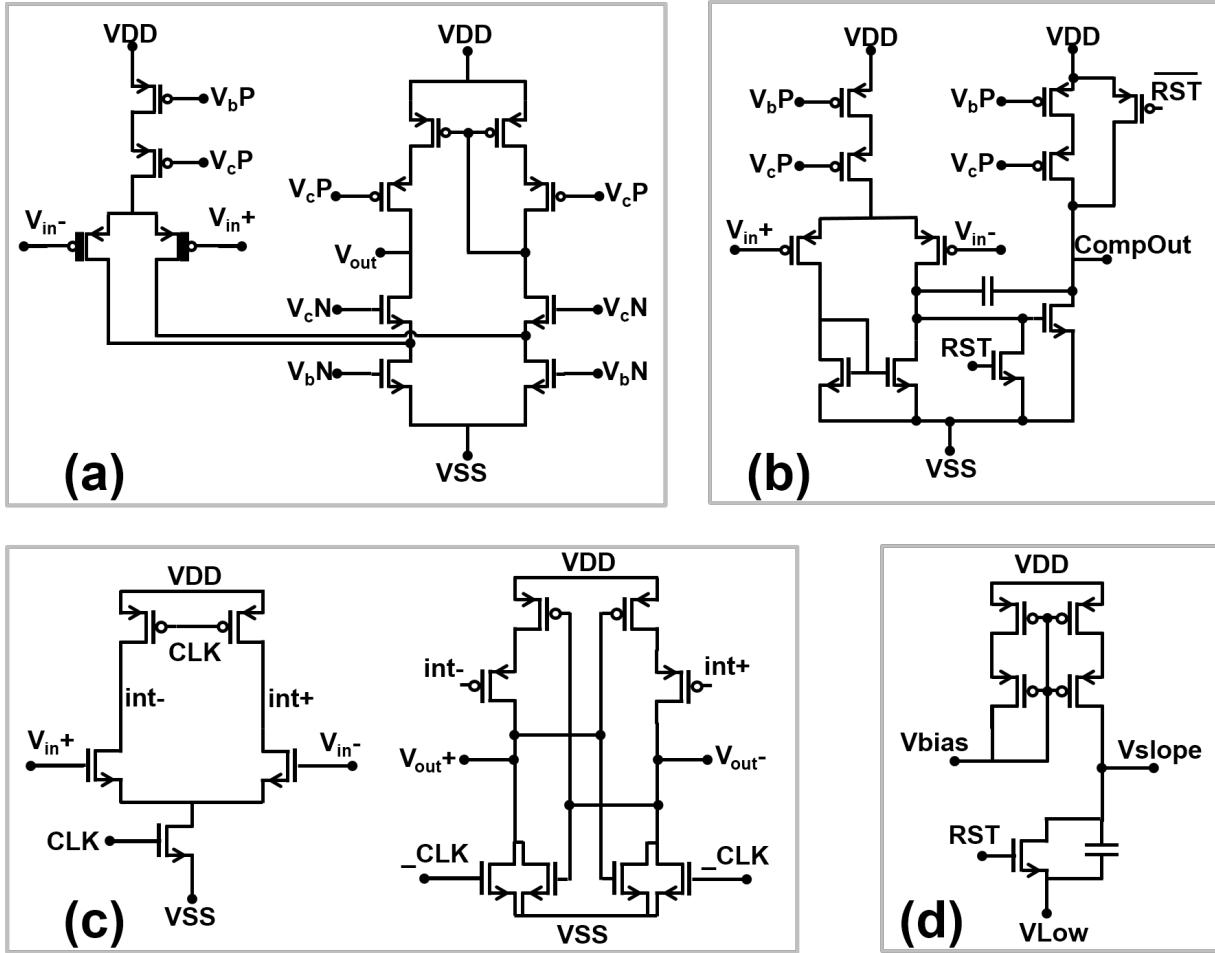 VDD
VDD
VbP
VcP
Vin-
Vin+
VcP
VcP
Vout
VcN
VcN
VbN
VbN
VSS
(a)
VDD
VDD
VbP
VbP
RST
VcP
VcP
Vin+
Vin-
CompOut
RST
VSS
(b)
VDD
CLK
int-
int+
Vin+
Vin-
CLK
VSS
(c)
VDD
int-
int+
Vout+
Vout-
_CLK
_CLK
VSS
VDD
Vbias
Vslope
RST
VLow
(d)